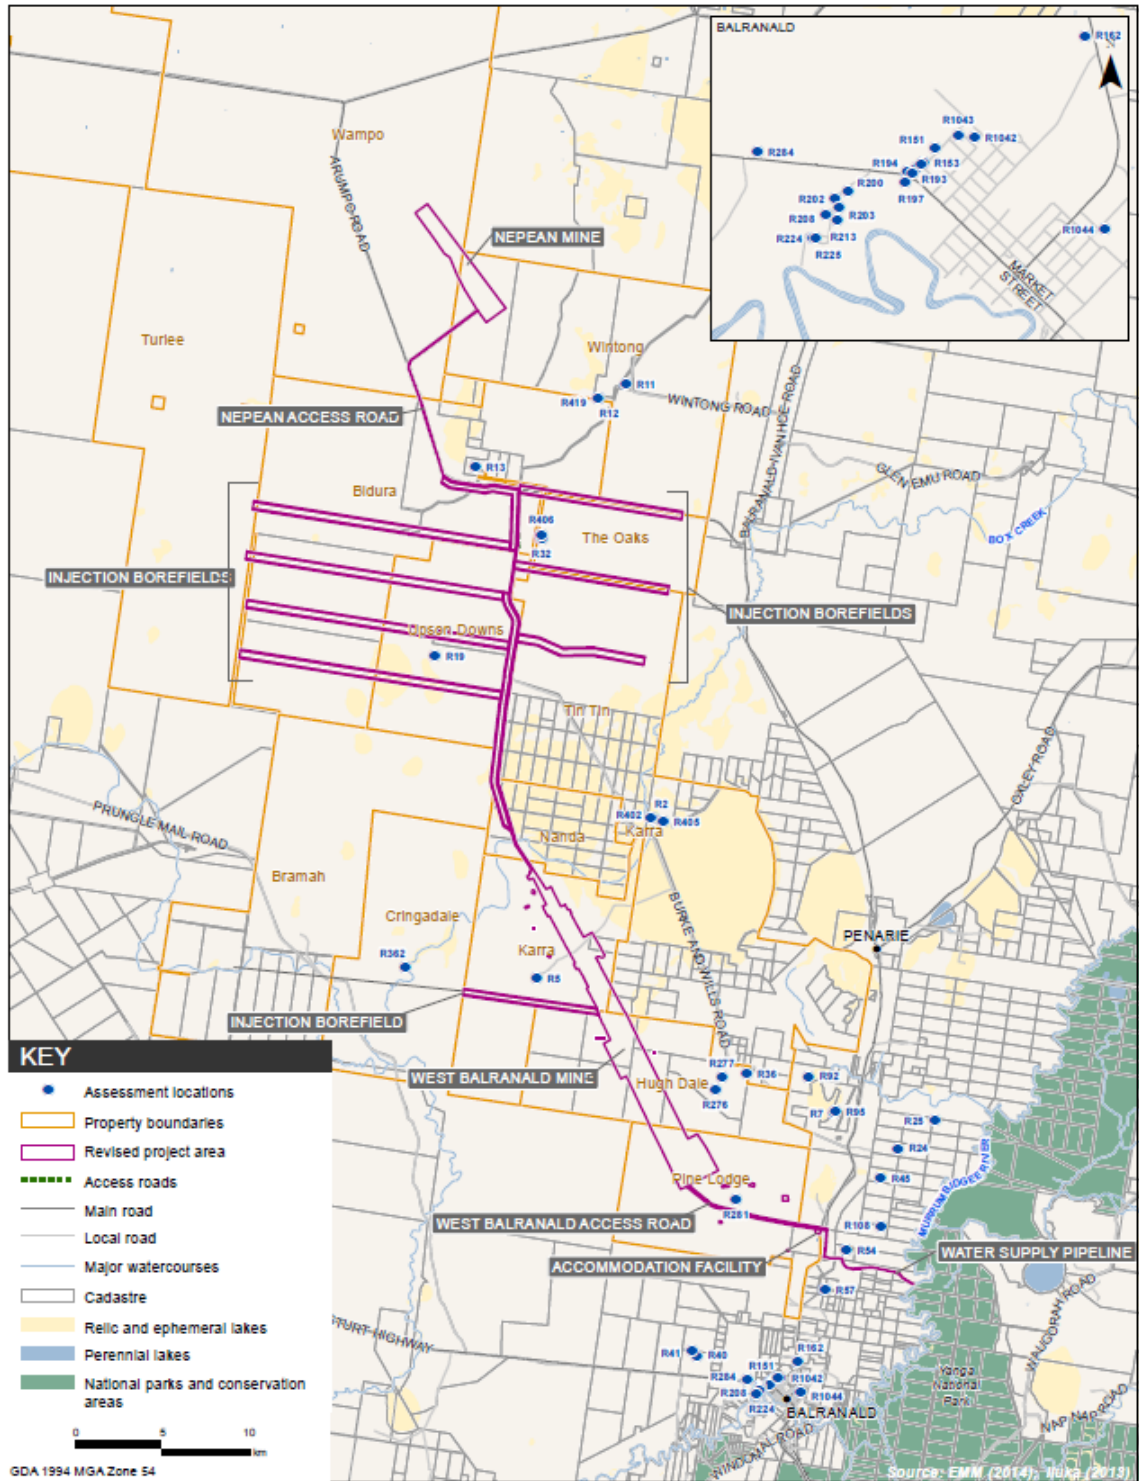 BALRANALD
R162
N
R1043
R1042
R151
R284
R194
R153
R193
R197
R200
R202
R203
R208
R1044
R224
R213
R225
MARKET
STREET
Wampo
ARUMPO ROAD
NEPEAN MINE
Turlee
Wintong
R11
R419
R12
WINTONG ROAD
NEPEAN ACCESS ROAD
BALRANALD-IVANHOE ROAD
R13
GLEN EMU ROAD
Bidura
R406
The Oaks
R32
BOX CREEK
INJECTION BOREFIELDS
INJECTION BOREFIELDS
Upson Downs
R19
Tin Tin
OXLEY ROAD
PRUNGLE MAIL ROAD
R2
R402
R405
Nanda
Karra
Bramah
BURKE AND WILLS ROAD
Cringadale
PENARIE
R362
Karra
R5
INJECTION BOREFIELD
KEY
WEST BALRANALD MINE
R277
R36
R92
Hugh Dale
R276
R7
R95
R25
R24
MURRUMBIDGEE RIVER
Assessment locations
Property boundaries
Revised project area
Access roads
Main road
Local road
Major watercourses
Cadastre
Relic and ephemeral lakes
Perennial lakes
National parks and conservation
areas
Pine Lodge
R45
R281
WEST BALRANALD ACCESS ROAD
R108
R54
WATER SUPPLY PIPELINE
ACCOMMODATION FACILITY
R57
WAUGORAH ROAD
STURT HIGHWAY
R41
R40
R162
R151
R284
R1042
R208
R1044
R224
BALRANALD
Yanga
National
Park
NAP NAP ROAD
WINDOMAL ROAD
0 5 10
km
GDA 1994 MGA Zone 54
Source: EMM (2014); Iluka (2013)